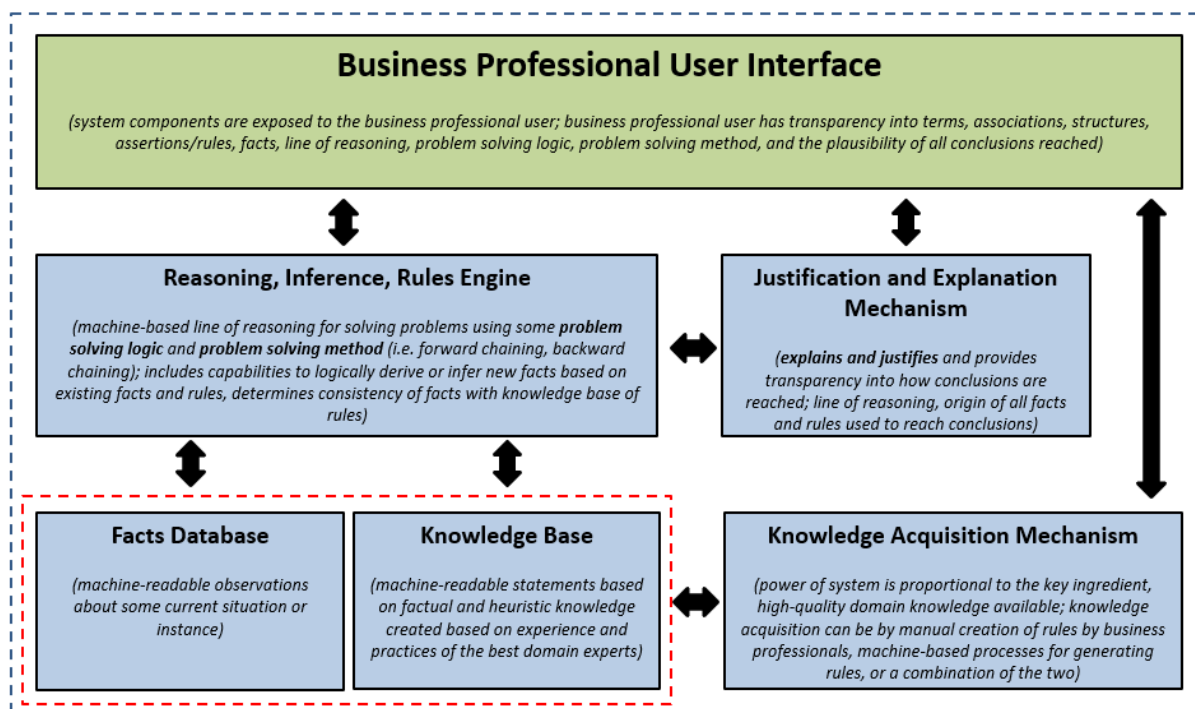 Business Professional User Interface
(system components are exposed to the business professional user; business professional user has transparency into terms, associations, structures,
assertions/rules, facts, line of reasoning, problem solving logic, problem solving method, and the plausibility of all conclusions reached)
Reasoning, Inference, Rules Engine
(machine-based line of reasoning for solving problems using some problem
solving logic and problem solving method (i.e. forward chaining, backward
chaining); includes capabilities to logically derive or infer new facts based on
existing facts and rules, determines consistency of facts with knowledge base of
rules)
Justification and Explanation
Mechanism
(explains and justifies and provides
transparency into how conclusions are
reached; line of reasoning, origin of all facts
and rules used to reach conclusions)
Facts Database
(machine-readable observations
about some current situation or
instance)
Knowledge Base
(machine-readable statements based
on factual and heuristic knowledge
created based on experience and
practices of the best domain experts)
Knowledge Acquisition Mechanism
(power of system is proportional to the key ingredient,
high-quality domain knowledge available; knowledge
acquisition can be by manual creation of rules by business
professionals, machine-based processes for generating
rules, or a combination of the two)